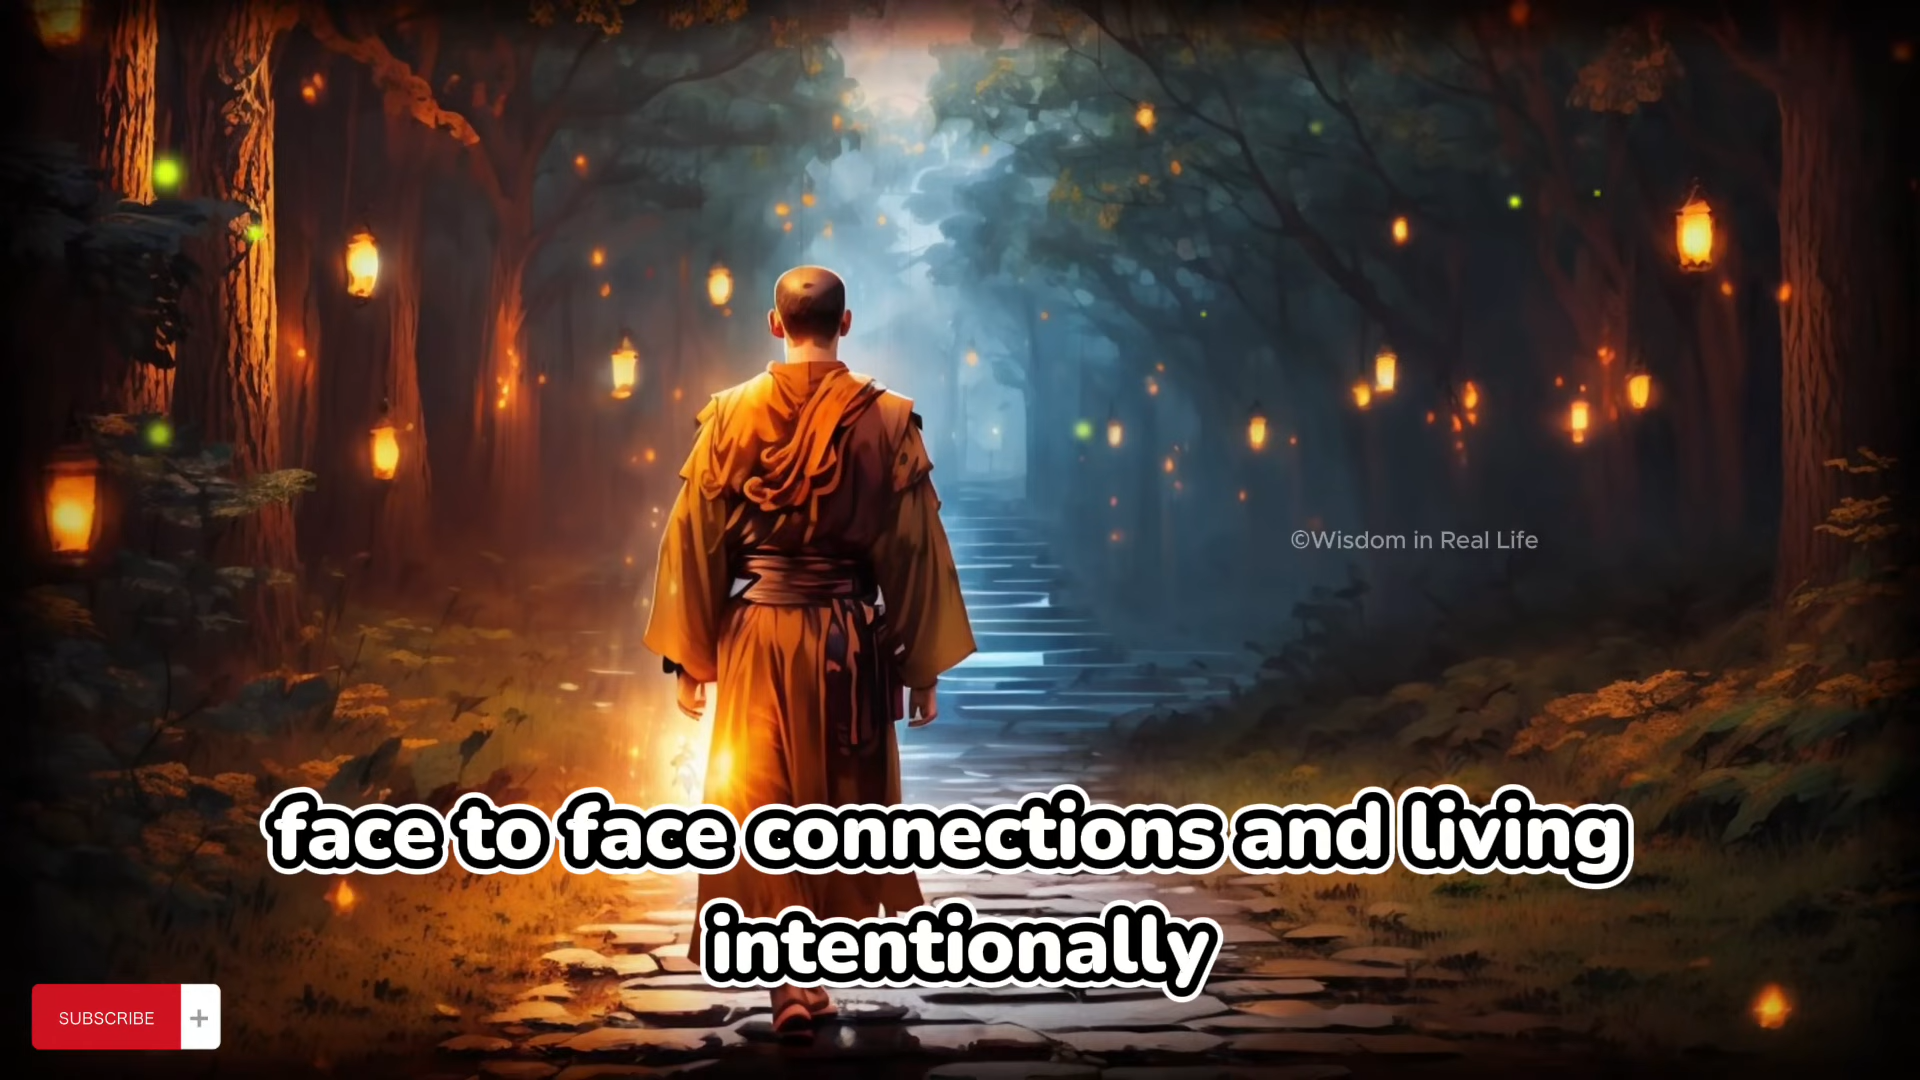 ©Wisdom in Real Life
face to face connections and living
intentionally
SUBSCRIBE +